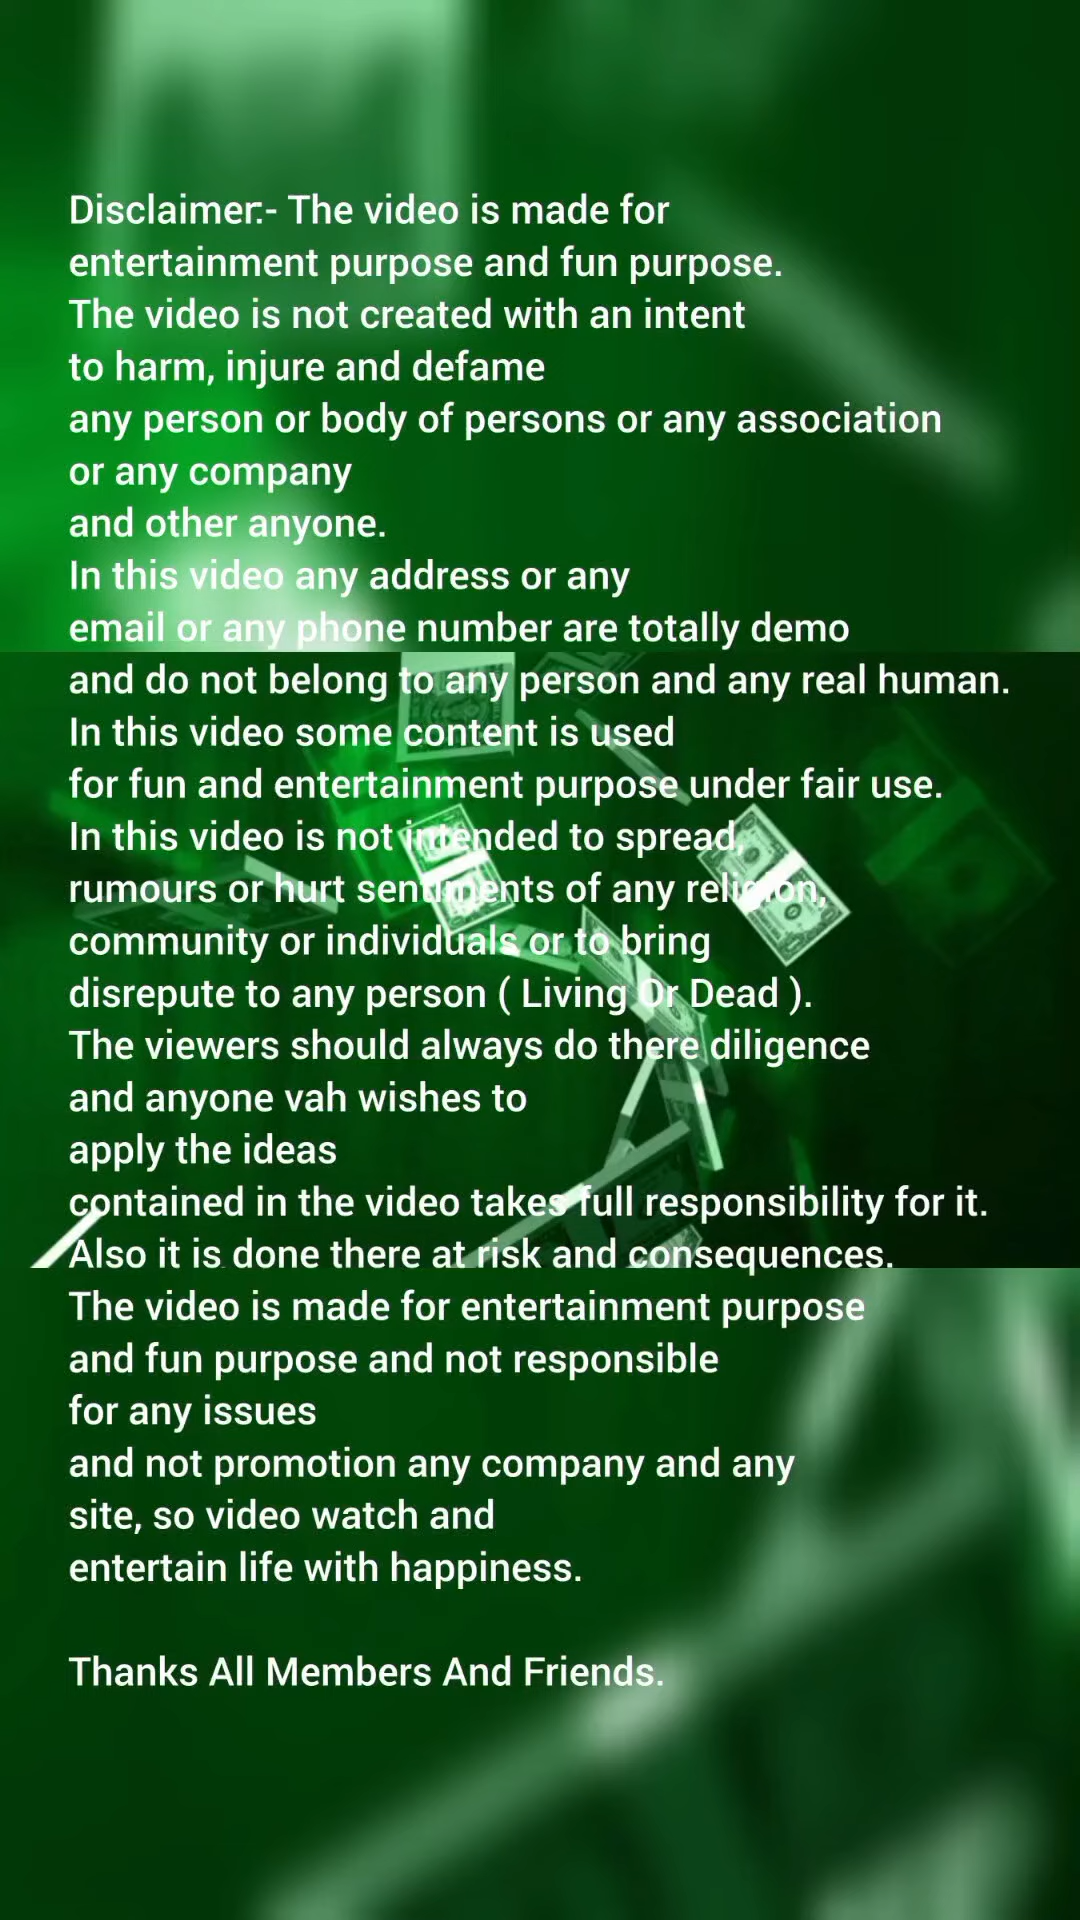 Disclaimer:- The video is made for
entertainment purpose and fun purpose.
The video is not created with an intent
to harm, injure and defame
any person or body of persons or any association
or any company
and other anyone.
In this video any address or any
email or any phone number are totally demo
and do not belong to any person and any real human.
In this video some content is used
for fun and entertainment purpose under fair use.
In this video is not intended to spread,
rumours or hurt sentiments of any religion,
community or individuals or to bring
disrepute to any person ( Living Or Dead ).
The viewers should always do there diligence
and anyone vah wishes to
apply the ideas
contained in the video takes full responsibility for it.
Also it is done there at risk and consequences.
The video is made for entertainment purpose
and fun purpose and not responsible
for any issues
and not promotion any company and any
site, so video watch and
entertain life with happiness.
Thanks All Members And Friends.